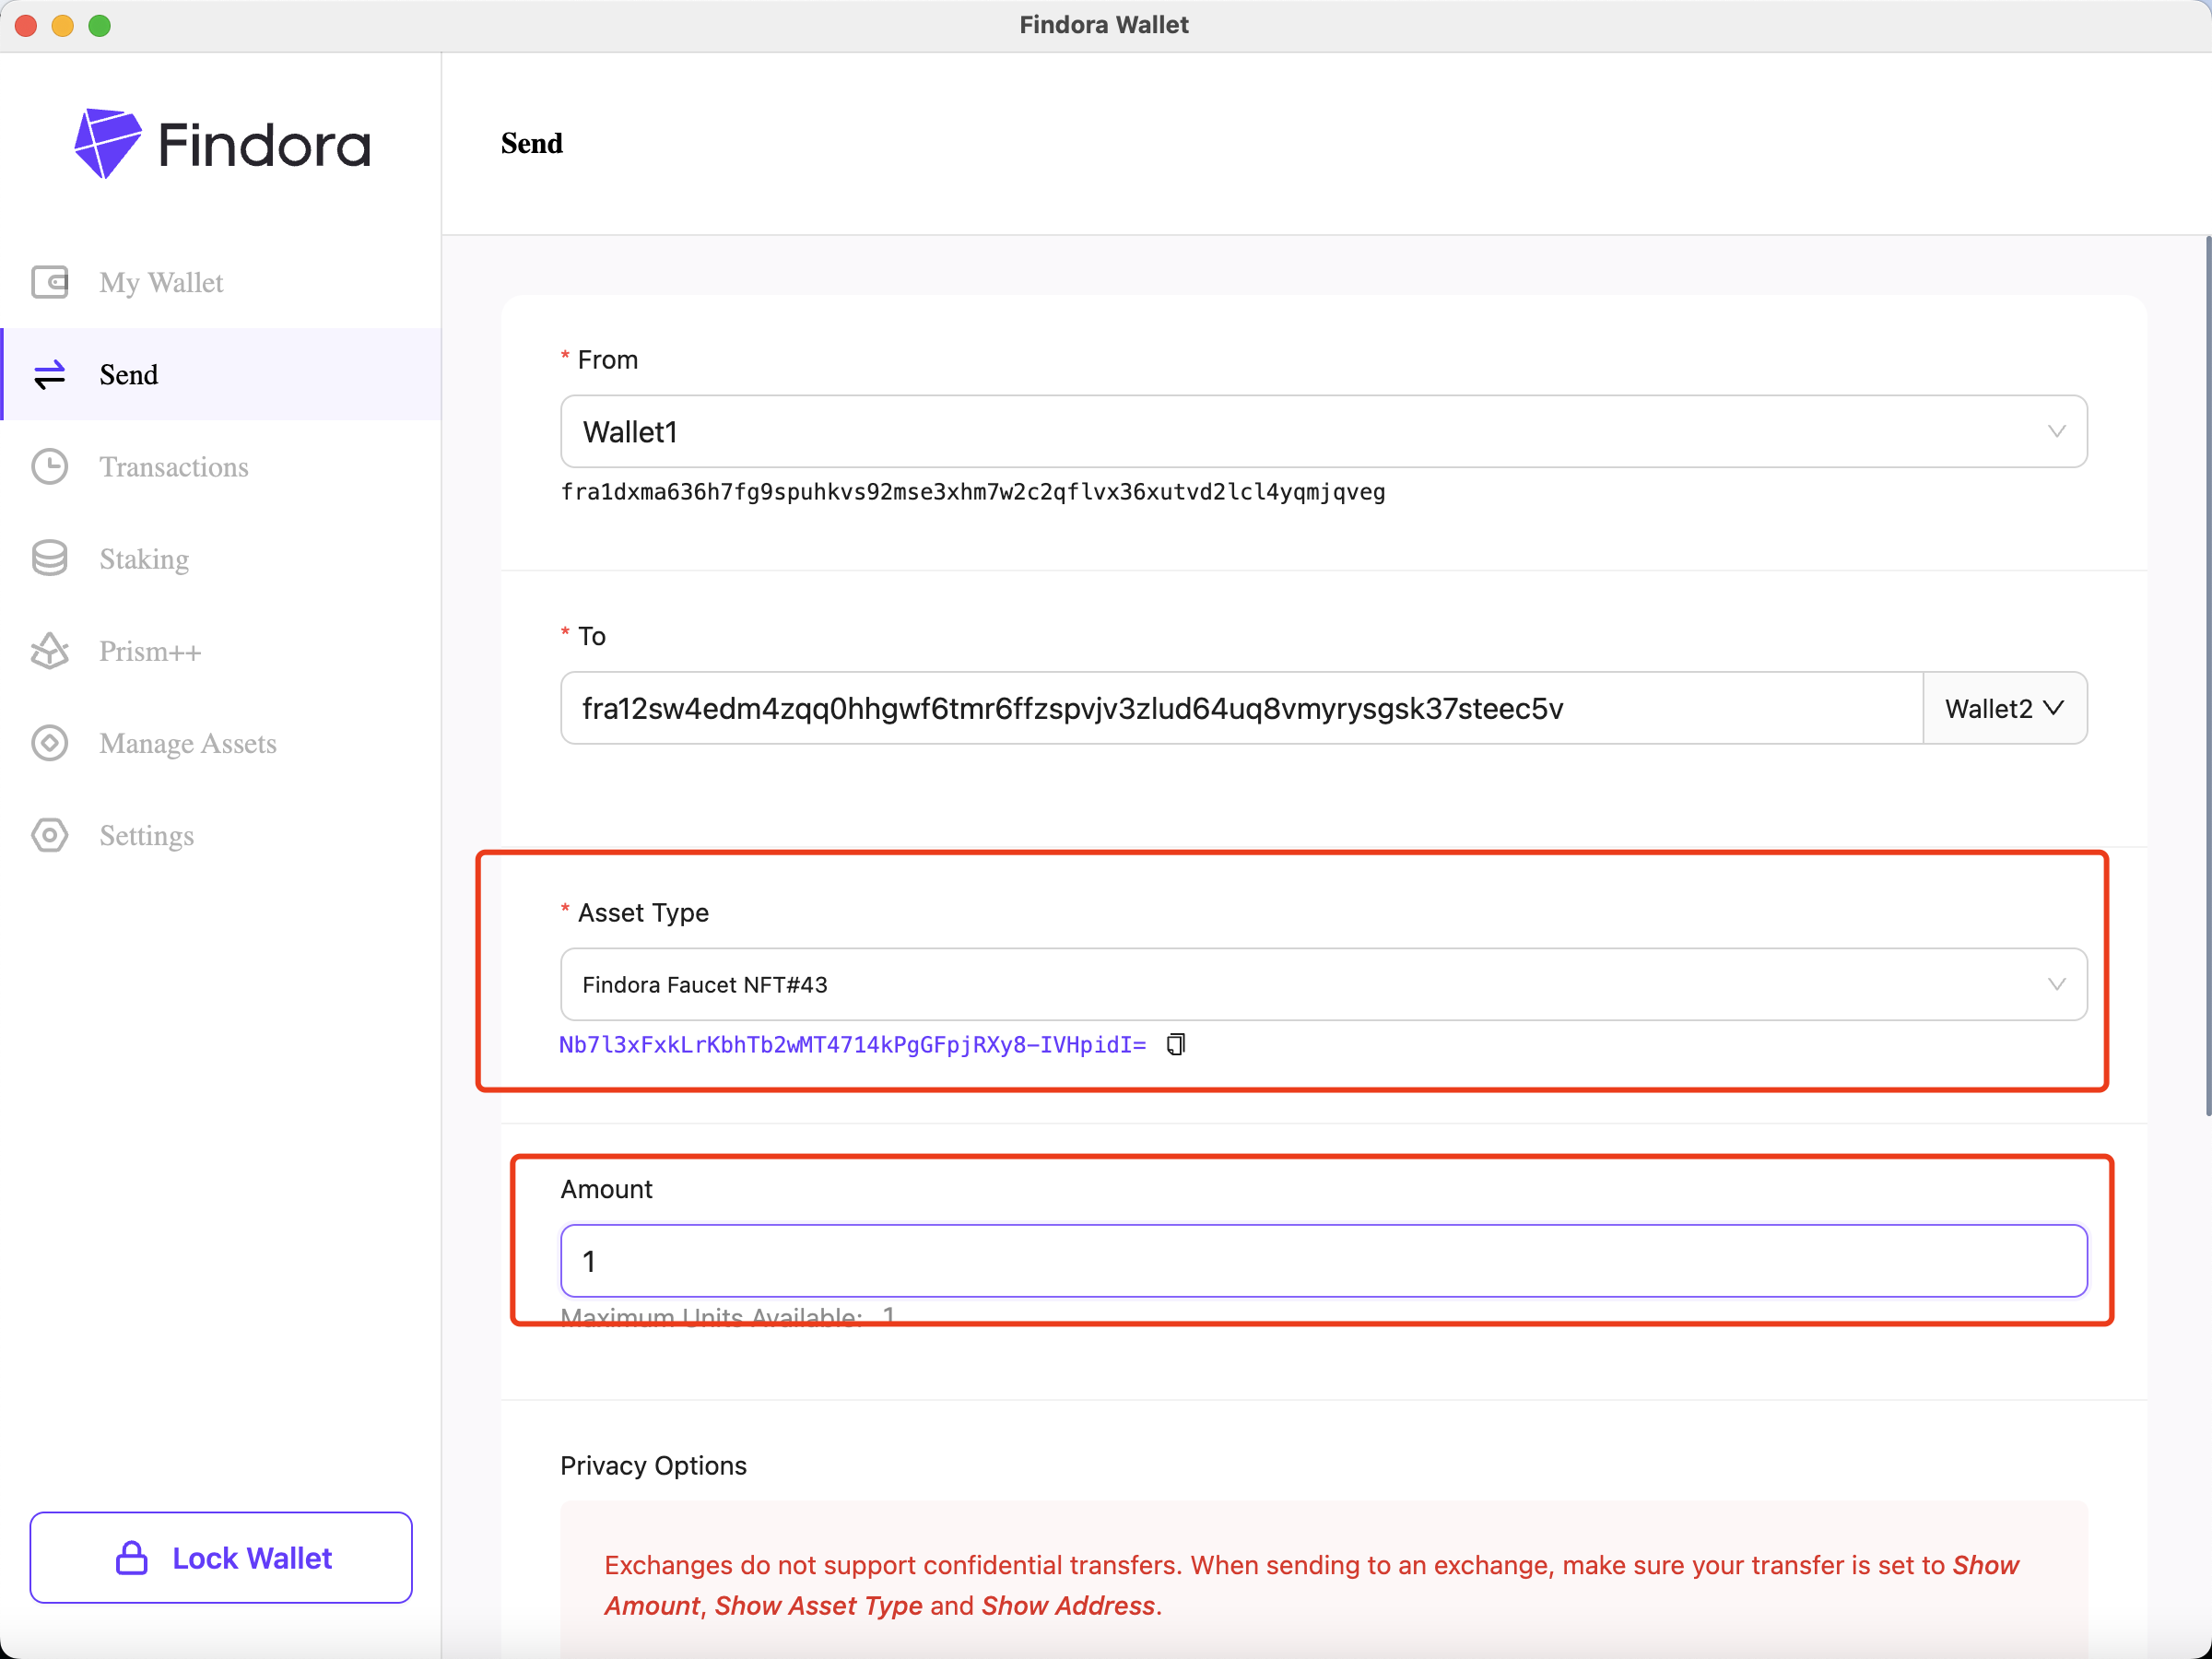 Findora Wallet
Findora
My Wallet
Send
Transactions
Staking
Prism++
Manage Assets
Settings
Lock Wallet
Send
* From
Wallet1
fra1dxma636h7fg9spuhkvs92mse3xhm7w2c2qflvx36xutvd2lcl4yqmjqveg
* To
fra12sw4edm4zqq0hhgwf6tmr6ffzspvjv3zlud64uq8vmyrysgsk37steec5v
Wallet2
* Asset Type
Findora Faucet NFT#43
Nb7l3xFxkLrKbhTb2wMT4714kPgGFpjRXy8-IVHpidI=
Amount
1
Maximum Units Available: 1
Privacy Options
Exchanges do not support confidential transfers. When sending to an exchange, make sure your transfer is set to Show
Amount, Show Asset Type and Show Address.